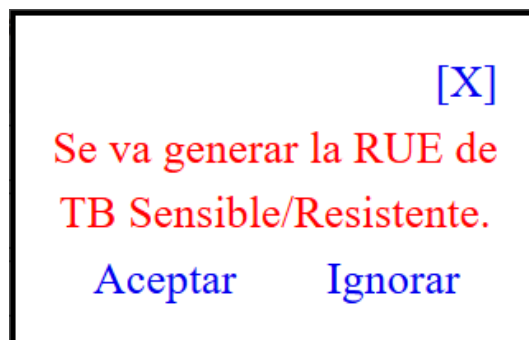 [X]
Se va generar la RUE de
TB Sensible/Resistente.
Aceptar Ignorar